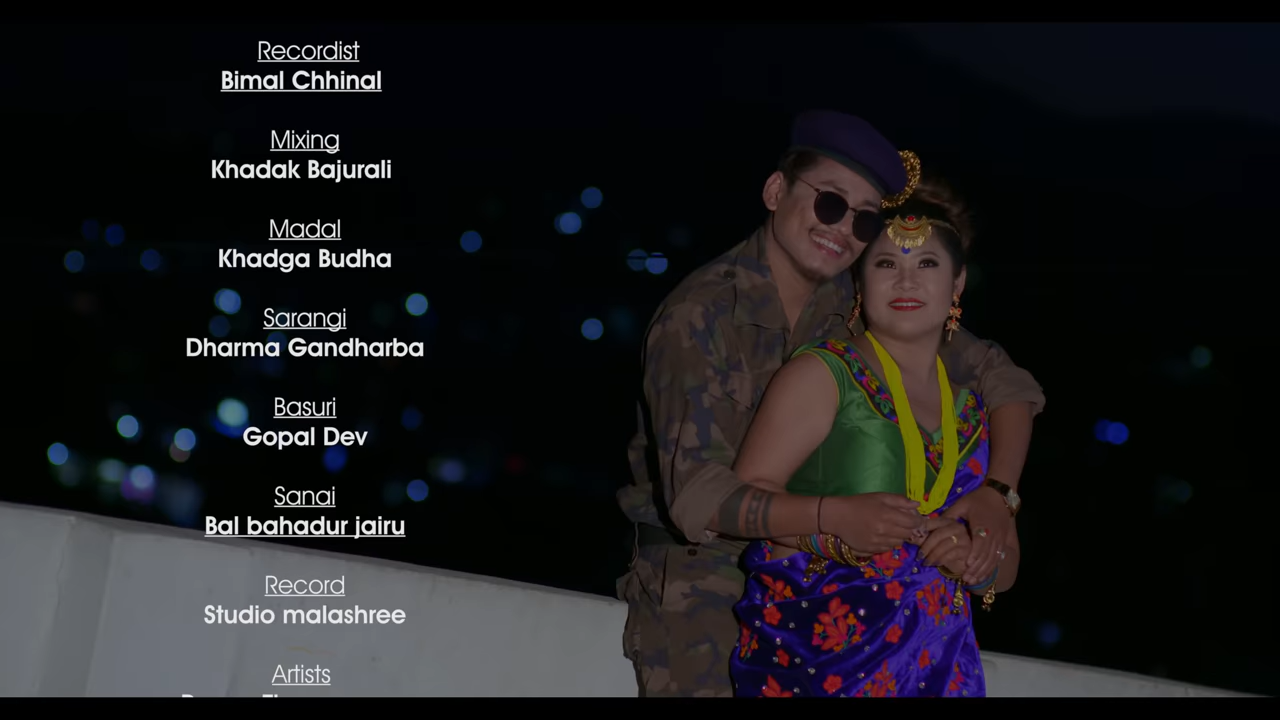 Recordist
Bimal Chhinal
Mixing
Khadak Bajurali
Madal
Khadga Budha
Sarangi
Dharma Gandharba
Basuri
Gopal Dev
Sanai
Bal bahadur jairu
Record
Studio malashree
Artists